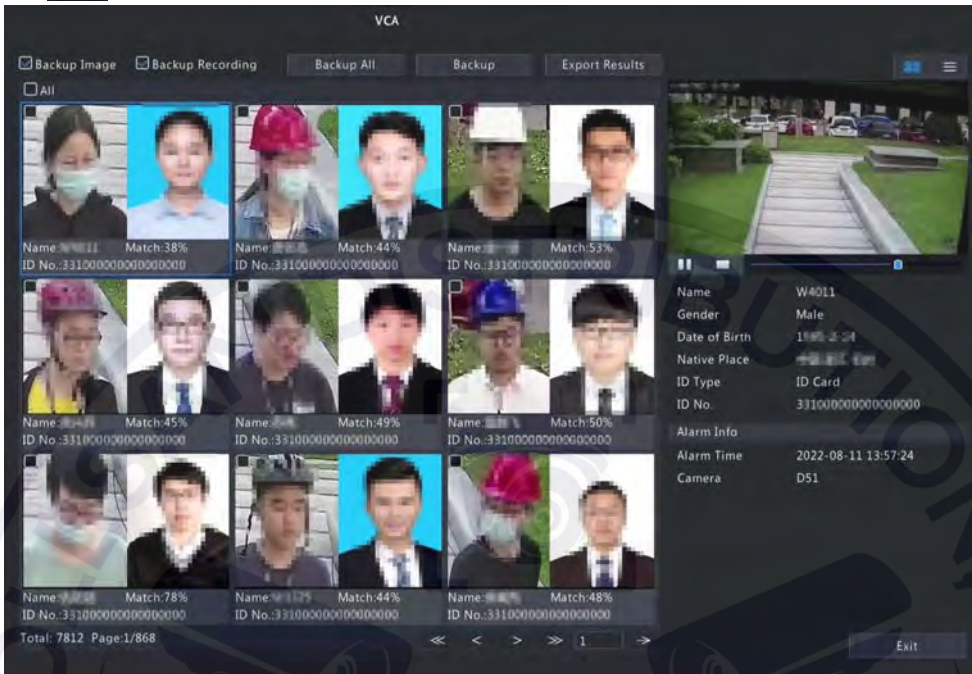 VCA
Backup Image Backup Recording Backup All Backup Export Results
All
Name: Match:38%
ID No.:331000000000000000
Name: Match:44%
ID No.:331000000000000000
Name: Match:53%
ID No.:331000000000000000
Name: Match:45%
ID No.:331000000000000000
Name: Match:49%
ID No.:331000000000000000
Name: Match:50%
ID No.:331000000000000000
Name: Match:78%
ID No.:331000000000000000
Name: Match:44%
ID No.:331000000000000000
Name: Match:48%
ID No.:331000000000000000
Total: 7812 Page:1/868
1
Name W4011
Gender Male
Date of Birth
Native Place
ID Type ID Card
ID No. 331000000000000000
Alarm Info
Alarm Time 2022-08-11 13:57:24
Camera D51
Exit